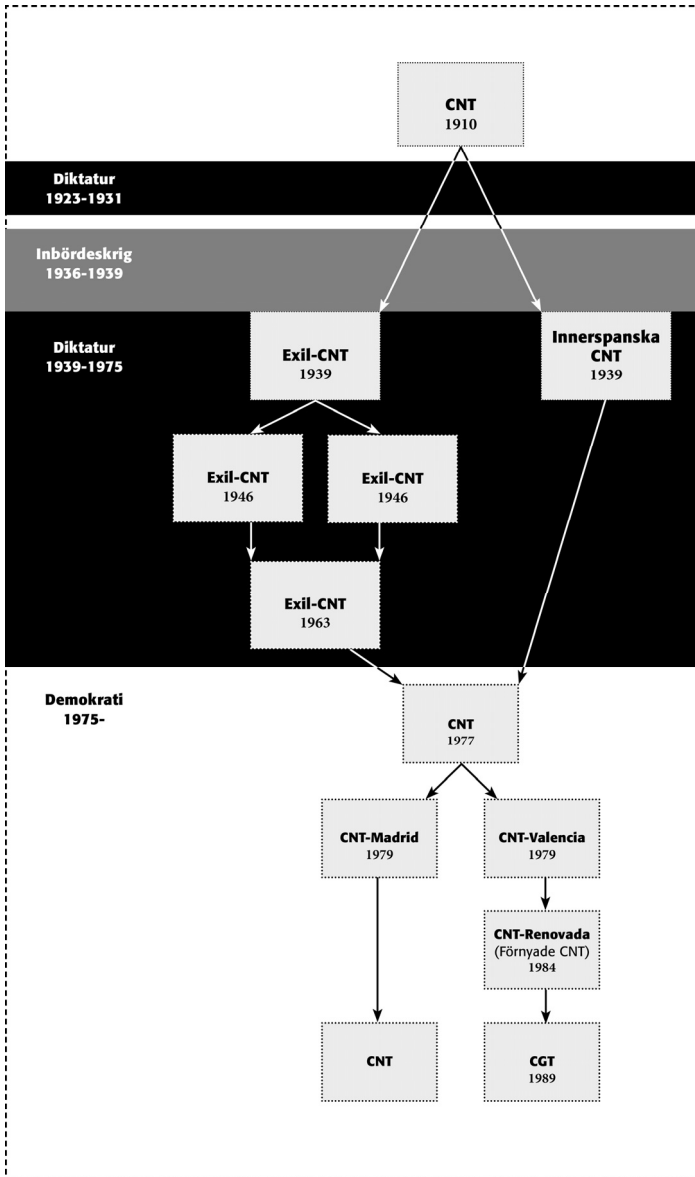 CNT
1910
Diktatur
1923-1931
Inbördeskrig
1936-1939
Diktatur
1939-1975
Exil-CNT
1939
Innerspanska
CNT
1939
Exil-CNT
1946
Exil-CNT
1946
Exil-CNT
1963
Demokrati
1975-
CNT
1977
CNT-Madrid
1979
CNT-Valencia
1979
CNT-Renovada
(Förnyade CNT)
1984
CNT
CGT
1989